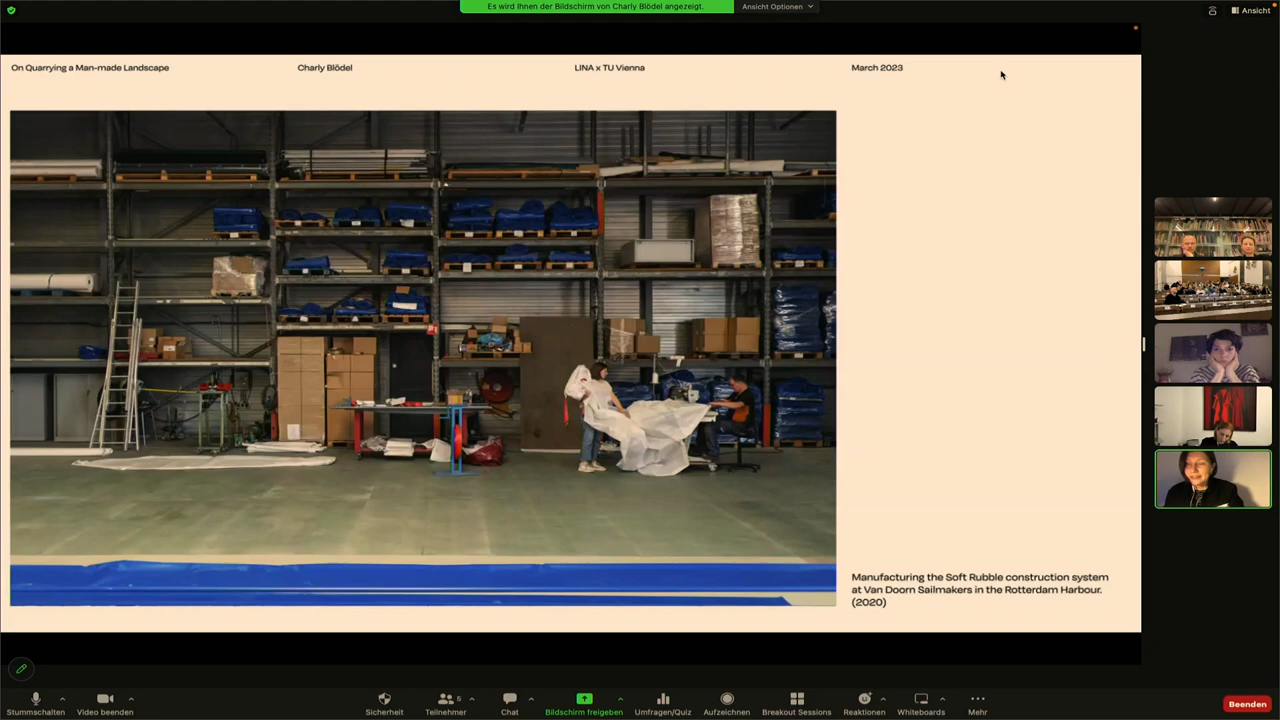 Es wird Ihnen der Bildschirm von Charly Blödel angezeigt.
Ansicht Optionen
Ansicht
On Quarrying a Man-made Landscape
Charly Blödel
LINA x TU Vienna
March 2023
Manufacturing the Soft Rubble construction system
at Van Doorn Sailmakers in the Rotterdam Harbour.
(2020)
Stummschalten
Video beenden
Sicherheit
Teilnehmer
5
Chat
Bildschirm freigeben
Umfragen/Quiz
Aufzeichnen
Breakout Sessions
Reaktionen
Whiteboards
Mehr
Beenden